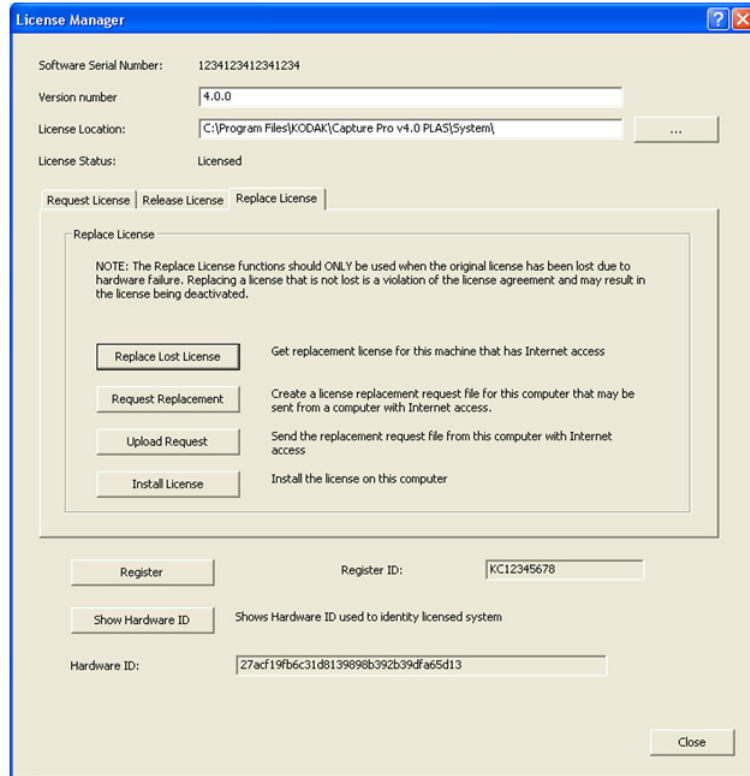 License Manager
Software Serial Number: 1234123412341234
Version number 4.0.0
License Location: C:\Program Files\KODAK\Capture Pro v4.0 PLAS\System\ ...
License Status: Licensed
Request License Release License Replace License
Replace License
NOTE: The Replace License functions should ONLY be used when the original license has been lost due to
hardware failure. Replacing a license that is not lost is a violation of the license agreement and may result in
the license being deactivated.
Replace Lost License Get replacement license for this machine that has Internet access
Request Replacement Create a license replacement request file for this computer that may be
sent from a computer with Internet access.
Upload Request Send the replacement request file from this computer with Internet
access
Install License Install the license on this computer
Register Register ID: KC12345678
Show Hardware ID Shows Hardware ID used to identity licensed system
Hardware ID: 27acf19fb6c31d8139898b392b39dfa65d13
Close